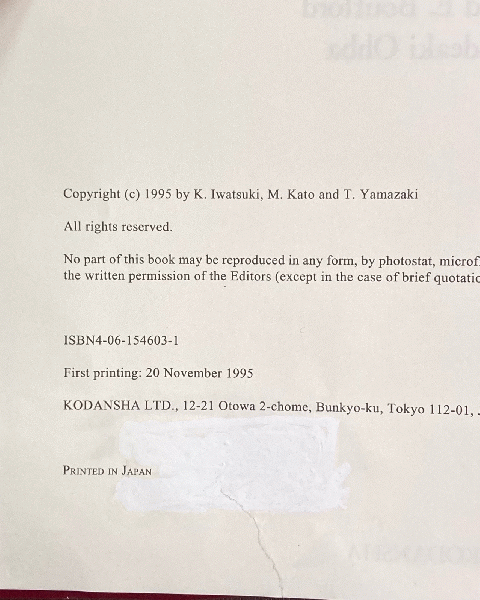 Copyright (c) 1995 by K. Iwatsuki, M. Kato and T. Yamazaki
All rights reserved.
No part of this book may be reproduced in any form, by photostat, microf
the written permission of the Editors (except in the case of brief quotatio
ISBN4-06-154603-1
First printing: 20 November 1995
KODANSHA LTD., 12-21 Otowa 2-chome, Bunkyo-ku, Tokyo 112-01,
PRINTED IN JAPAN